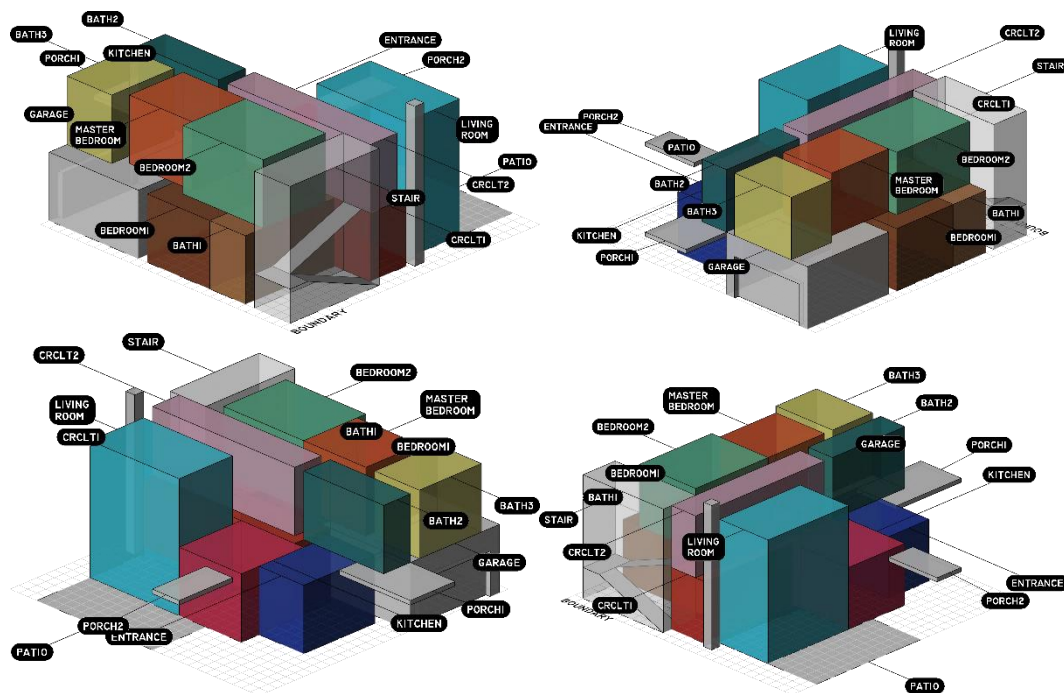 BATH2
BATH3
KITCHEN
PORCH1
ENTRANCE
PORCH2
GARAGE
MASTER
BEDROOM
LIVING
ROOM
BEDROOM2
PATIO
CRCLT2
STAIR
BEDROOM1
BATH1
CRCLT1
BOUNDARY
LIVING
ROOM
CRCLT2
STAIR
CRCLT1
PORCH2
ENTRANCE
PATIO
BEDROOM2
BATH2
MASTER
BEDROOM
BATH3
BATH1
KITCHEN
BEDROOM1
PORCH1
GARAGE
STAIR
CRCLT2
BEDROOM2
LIVING
ROOM
MASTER
BEDROOM
CRCLT1
BATH1
BEDROOM1
BATH3
BATH2
GARAGE
PORCH1
KITCHEN
PORCH2
ENTRANCE
PATIO
BATH3
MASTER
BEDROOM
BATH2
BEDROOM2
GARAGE
PORCH1
BEDROOM1
KITCHEN
BATH1
STAIR
LIVING
ROOM
CRCLT2
ENTRANCE
CRCLT1
PORCH2
BOUNDARY
PATIO